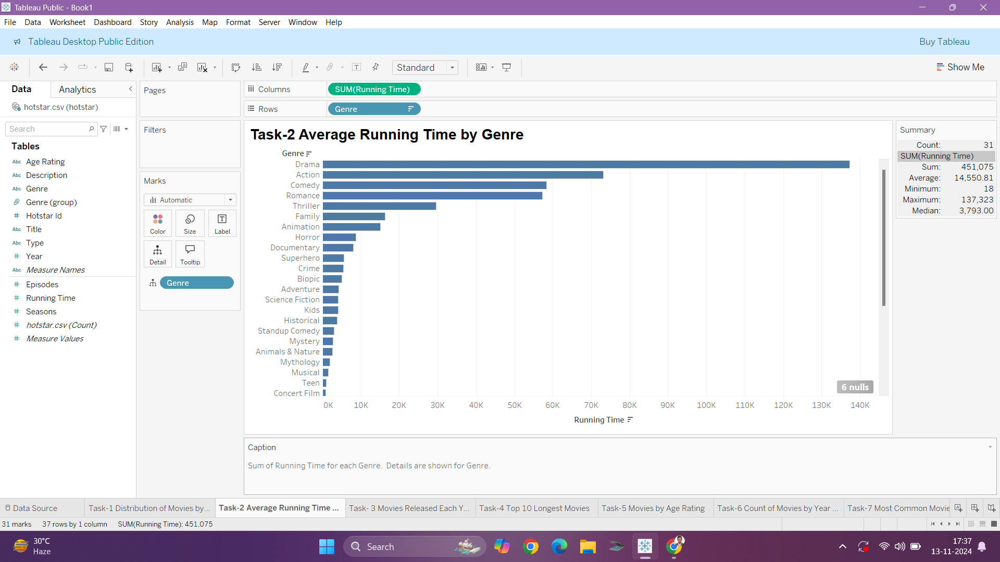 Tableau Public - Book1
File Data Worksheet Dashboard Story Analysis Map Format Server Window Help
Tableau Desktop Public Edition Buy Tableau
Standard Show Me
Data Analytics
hotstar.csv (hotstar)
Search
Tables
Abc Age Rating
Abc Description
Abc Genre
Genre (group)
# Hotstar Id
Abc Title
Abc Type
# Year
Abc Measure Names
# Episodes
# Running Time
# Seasons
# hotstar.csv (Count)
# Measure Values
Pages
Filters
Marks
Automatic
Color Size Label
Detail Tooltip
Genre
Columns SUM(Running Time)
Rows Genre
Task-2 Average Running Time by Genre
Genre
Drama
Action
Comedy
Romance
Thriller
Family
Animation
Horror
Documentary
Superhero
Crime
Biopic
Adventure
Science Fiction
Kids
Historical
Standup Comedy
Mystery
Animals & Nature
Mythology
Musical
Teen
Concert Film
6 nulls
0K 10K 20K 30K 40K 50K 60K 70K 80K 90K 100K 110K 120K 130K 140K
Running Time
Summary
Count: 31
SUM(Running Time)
Sum: 451,075
Average: 14,550.81
Minimum: 18
Maximum: 137,323
Median: 3,793.00
Caption
Sum of Running Time for each Genre. Details are shown for Genre.
Data Source Task-1 Distribution of Movies by... Task-2 Average Running Time ... Task- 3 Movies Released Each Y... Task-4 Top 10 Longest Movies Task-5 Movies by Age Rating Task-6 Count of Movies by Year ... Task-7 Most Common Movie
31 marks 37 rows by 1 column SUM(Running Time): 451,075
30°C
Haze
Search
17:37
13-11-2024